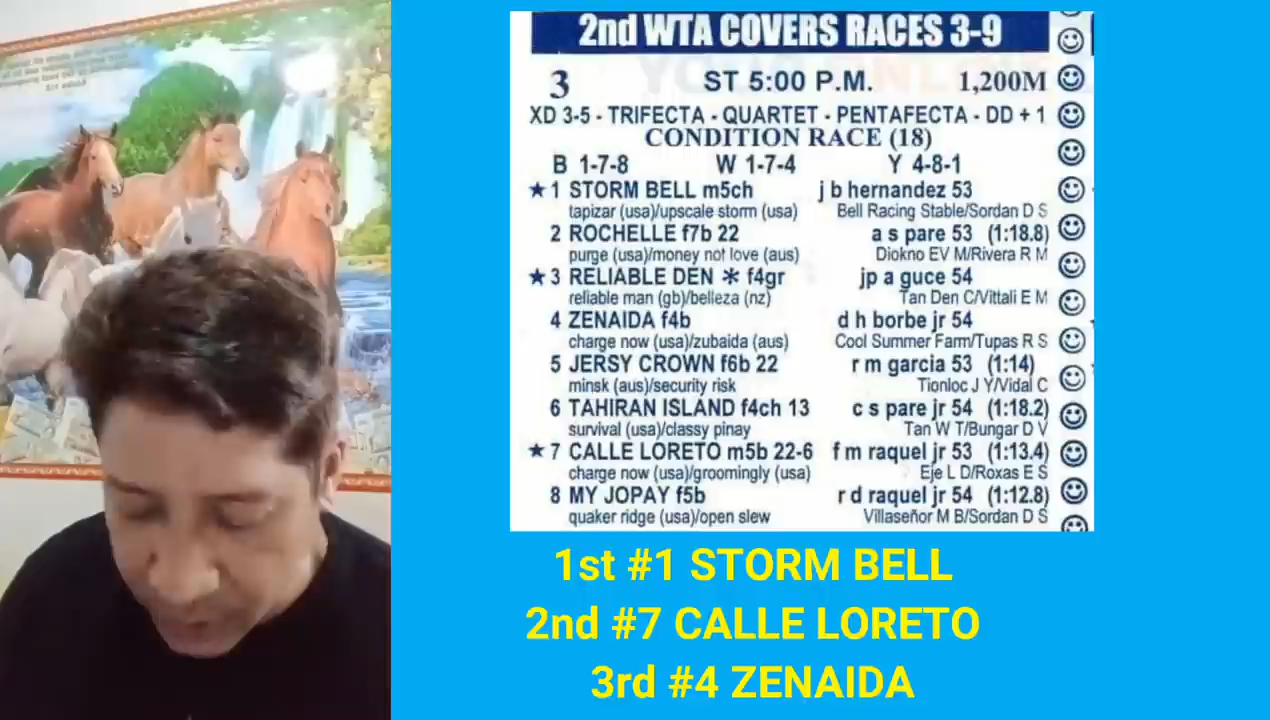 2nd WTA COVERS RACES 3-9
3 ST 5:00 P.M. 1,200M
XD 3-5 - TRIFECTA - QUARTET - PENTAFECTA - DD + 1
CONDITION RACE (18)
B 1-7-8 W 1-7-4 Y 4-8-1
★ 1 STORM BELL m5ch j b hernandez 53
tapizar (usa)/upscale storm (usa) Bell Racing Stable/Sordan D S
2 ROCHELLE f7b 22 a s pare 53 (1:18.8)
purge (usa)/money not love (aus) Diokno EV M/Rivera R M
★ 3 RELIABLE DEN * f4gr jp a guce 54
reliable man (gb)/belleza (nz) Tan Den C/Vittali E M
4 ZENAIDA f4b d h borbe jr 54
charge now (usa)/zubaida (aus) Cool Summer Farm/Tupas R S
5 JERSY CROWN f6b 22 r m garcia 53 (1:14)
minsk (aus)/security risk Tionloc J Y/Vidal C
6 TAHIRAN ISLAND f4ch 13 c s pare jr 54 (1:18.2)
survival (usa)/classy pinay Tan W T/Bungar D V
★ 7 CALLE LORETO m5b 22-6 f m raquel jr 53 (1:13.4)
charge now (usa)/groomingly (usa) Eje L D/Roxas E S
8 MY JOPAY f5b r d raquel jr 54 (1:12.8)
quaker ridge (usa)/open slew Villaseñor M B/Sordan D S
1st #1 STORM BELL
2nd #7 CALLE LORETO
3rd #4 ZENAIDA